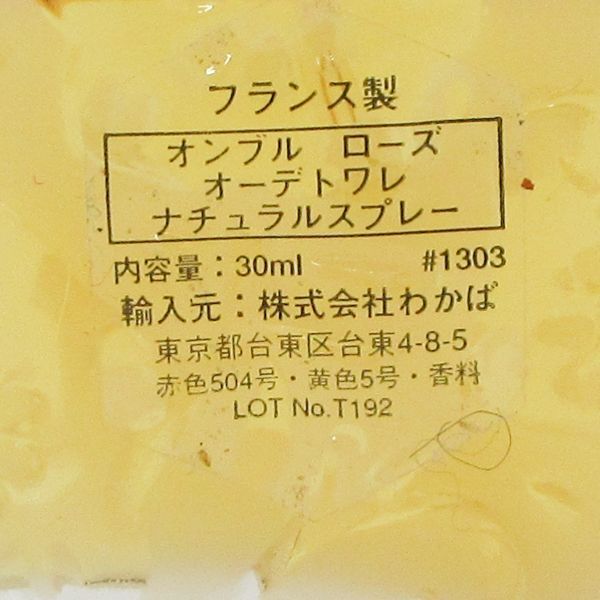 フランス製
オンブル　ローズ
オーデトワレ
ナチュラルスプレー
内容量：30ml　#1303
輸入元：株式会社わかば
東京都台東区台東4-8-5
赤色504号・黄色5号・香料
LOT No.T192